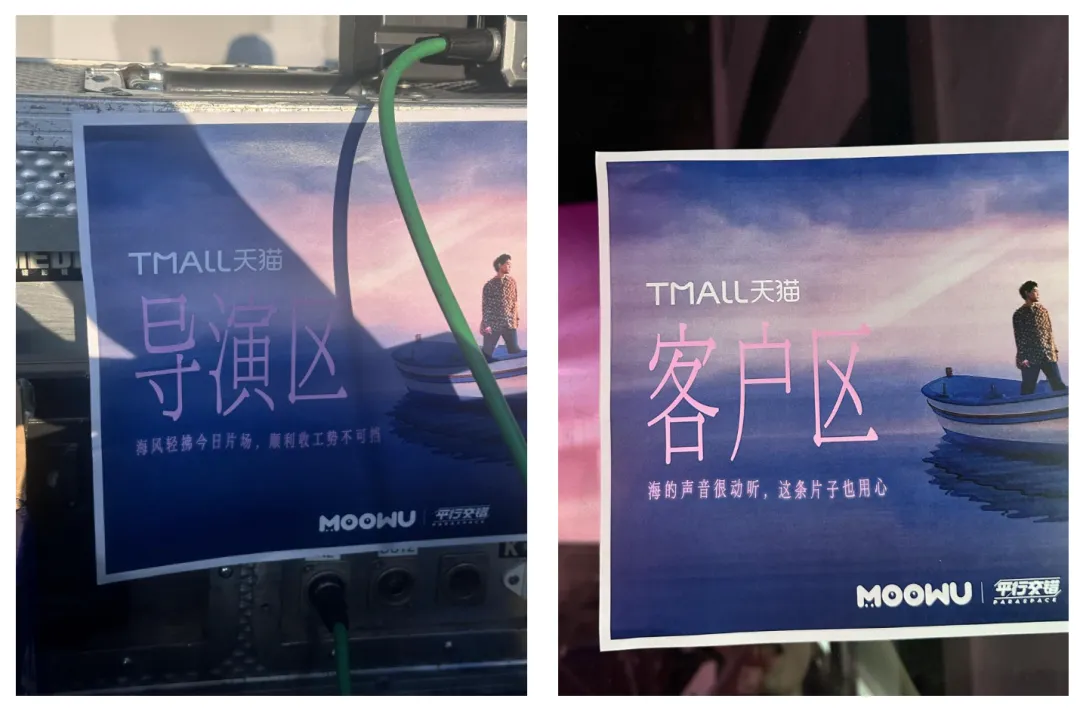 TMALL天猫
导演区
海风轻拂今日片场，顺利收工势不可挡
MOOWU 平行交错
PARASPACE
TMALL天猫
客户区
海的声音很动听，这条片子也用心
MOOWU 平行交错
PARASPACE